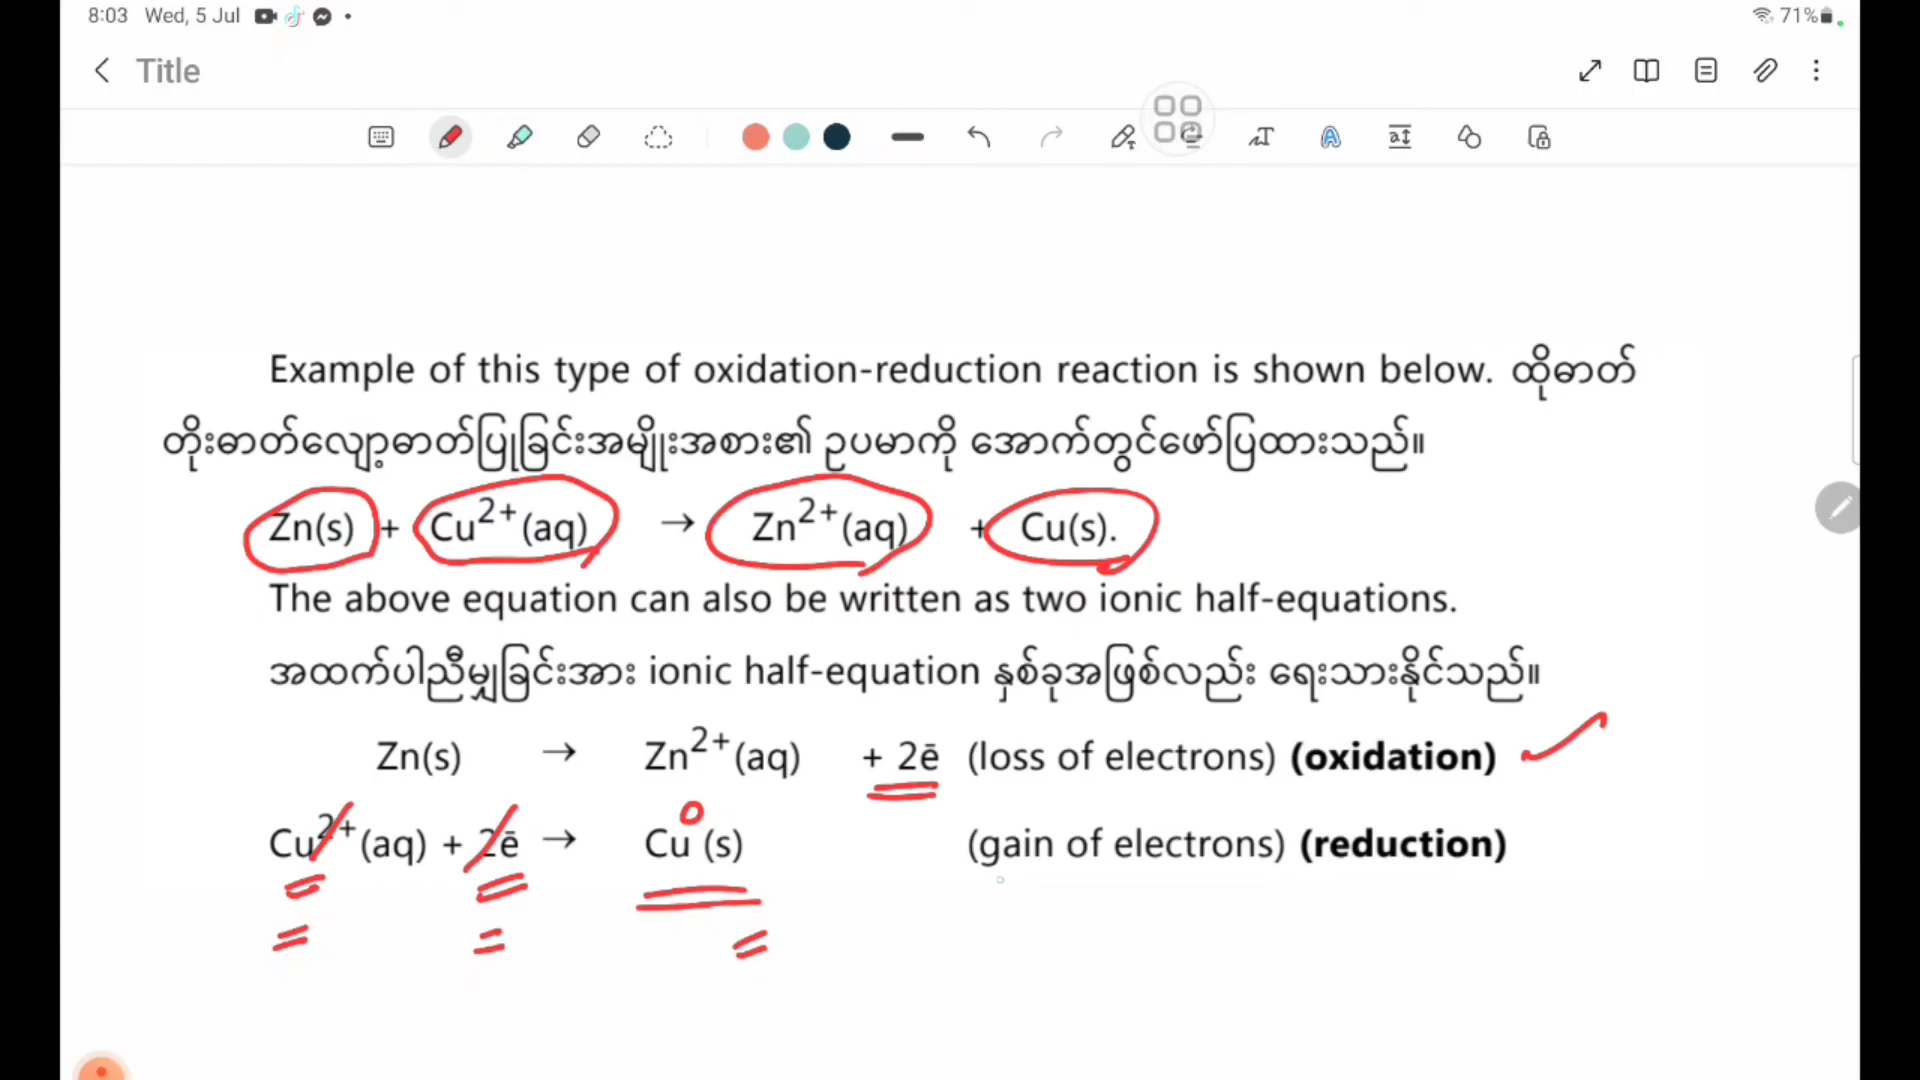 8:03 Wed, 5 Jul 71%
Title
Example of this type of oxidation-reduction reaction is shown below. ထိုဓာတ်
တိုးဓာတ်လျော့ဓာတ်ပြုခြင်းအမျိုးအစား၏ ဥပမာကို အောက်တွင်ဖော်ပြထားသည်။
Zn(s) + Cu²⁺(aq) → Zn²⁺(aq) + Cu(s).
The above equation can also be written as two ionic half-equations.
အထက်ပါညီမျှခြင်းအား ionic half-equation နှစ်ခုအဖြစ်လည်း ရေးသားနိုင်သည်။
Zn(s) → Zn²⁺(aq) + 2ē (loss of electrons) (oxidation)
Cu²⁺(aq) + 2ē → Cu⁰(s) (gain of electrons) (reduction)